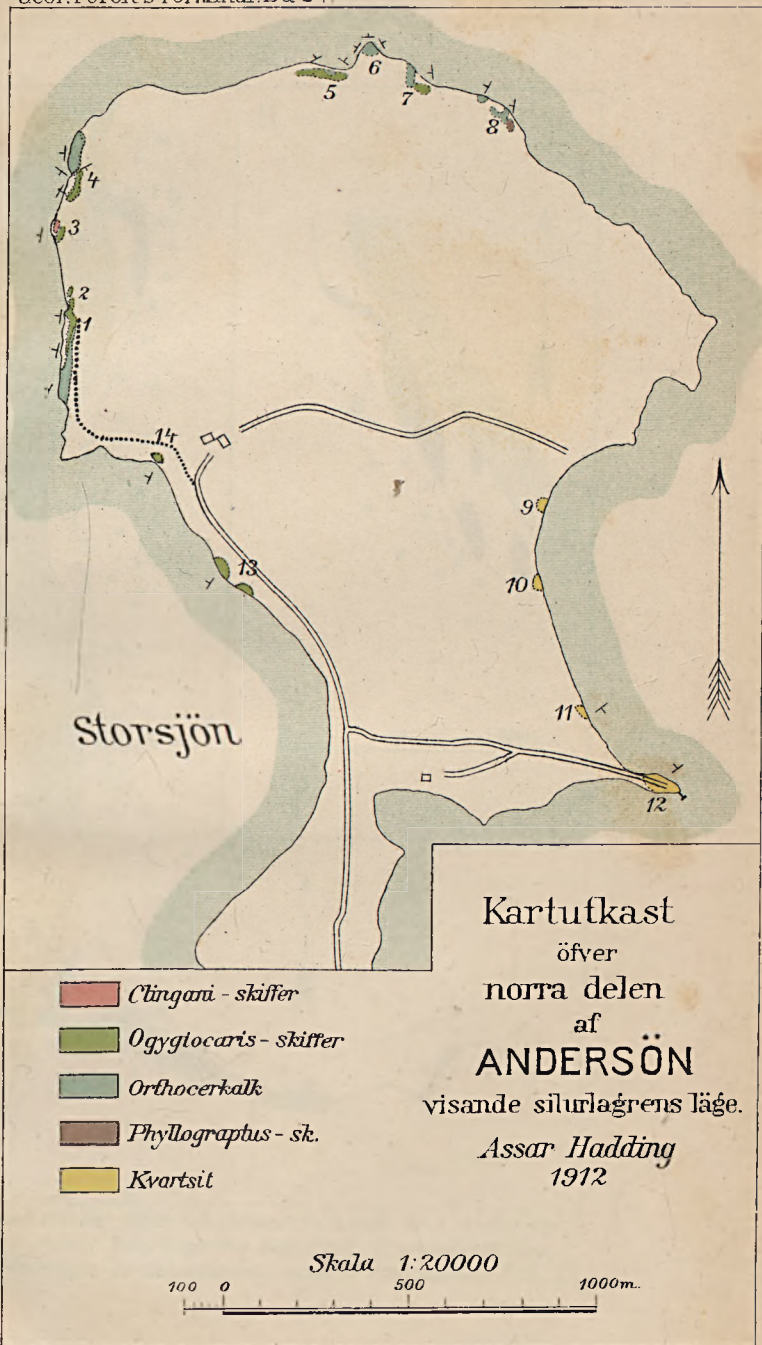 5
6
7
8
4
3
2
1
14
9
13
10
Storsjön
11
12
Kartutkast
öfver
norra delen
af
ANDERSÖN
visande silurlagrens läge.
Assar Hadding
1912
Clingani - skiffer
Ogygiocaris - skiffer
Orthocerkalk
Phyllograptus - sk.
Kvartsit
Skala 1:20000
100 0 500 1000m.